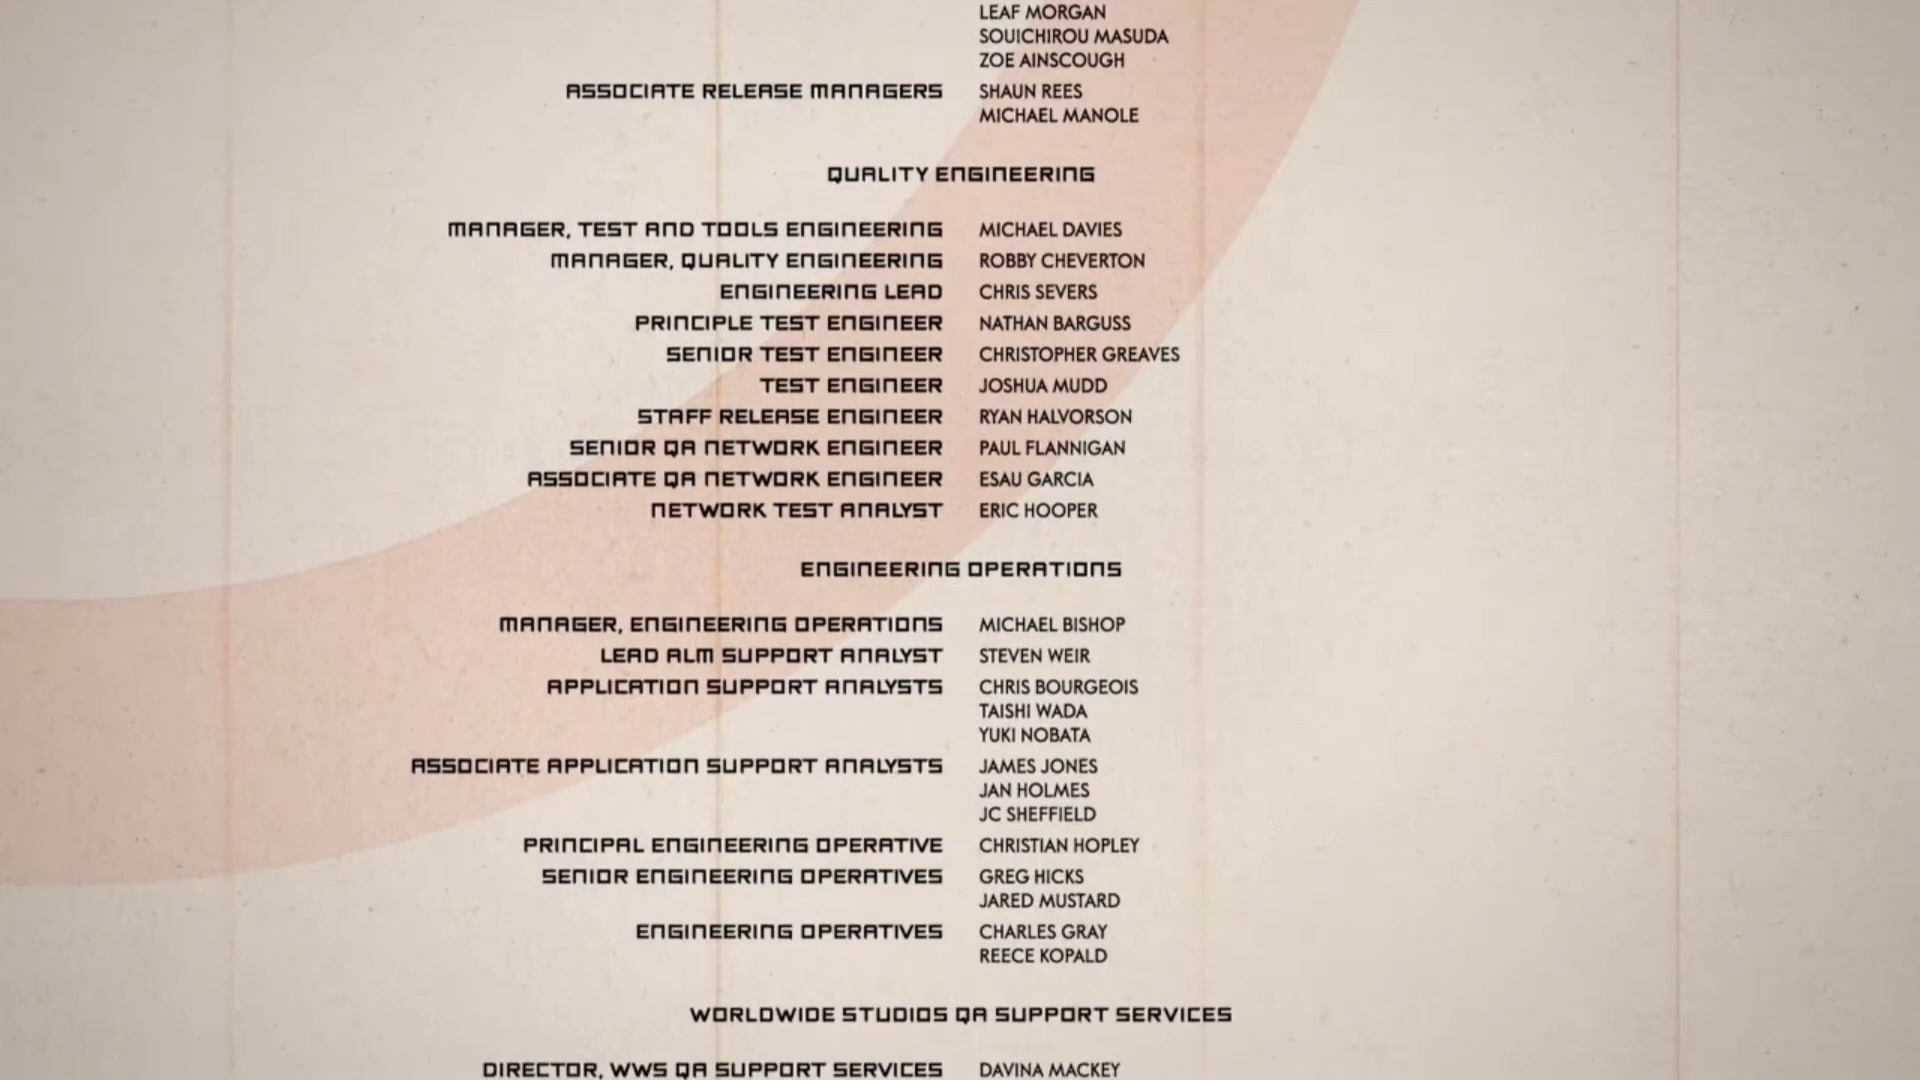 LEAF MORGAN
SOUICHIROU MASUDA
ZOE AINSCOUGH
ASSOCIATE RELEASE MANAGERS SHAUN REES
MICHAEL MANOLE
QUALITY ENGINEERING
MANAGER, TEST AND TOOLS ENGINEERING MICHAEL DAVIES
MANAGER, QUALITY ENGINEERING ROBBY CHEVERTON
ENGINEERING LEAD CHRIS SEVERS
PRINCIPLE TEST ENGINEER NATHAN BARGUSS
SENIOR TEST ENGINEER CHRISTOPHER GREAVES
TEST ENGINEER JOSHUA MUDD
STAFF RELEASE ENGINEER RYAN HALVORSON
SENIOR QA NETWORK ENGINEER PAUL FLANNIGAN
ASSOCIATE QA NETWORK ENGINEER ESAU GARCIA
NETWORK TEST ANALYST ERIC HOOPER
ENGINEERING OPERATIONS
MANAGER, ENGINEERING OPERATIONS MICHAEL BISHOP
LEAD ALM SUPPORT ANALYST STEVEN WEIR
APPLICATION SUPPORT ANALYSTS CHRIS BOURGEOIS
TAISHI WADA
YUKI NOBATA
ASSOCIATE APPLICATION SUPPORT ANALYSTS JAMES JONES
JAN HOLMES
JC SHEFFIELD
PRINCIPAL ENGINEERING OPERATIVE CHRISTIAN HOPLEY
SENIOR ENGINEERING OPERATIVES GREG HICKS
JARED MUSTARD
ENGINEERING OPERATIVES CHARLES GRAY
REECE KOPALD
WORLDWIDE STUDIOS QA SUPPORT SERVICES
DIRECTOR, WWS QA SUPPORT SERVICES DAVINA MACKEY